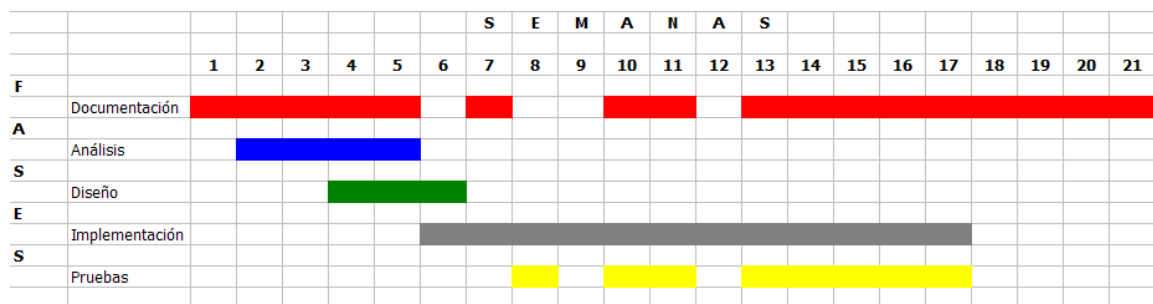 S E M A N A S
1 2 3 4 5 6 7 8 9 10 11 12 13 14 15 16 17 18 19 20 21
F
Documentación
A
Análisis
S
Diseño
E
Implementación
S
Pruebas